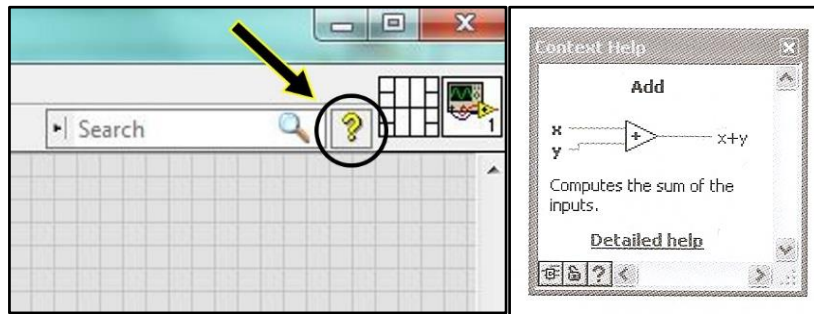 Search
?
1
Context Help
Add
x
y
+
x+y
Computes the sum of the
inputs.
Detailed help
?